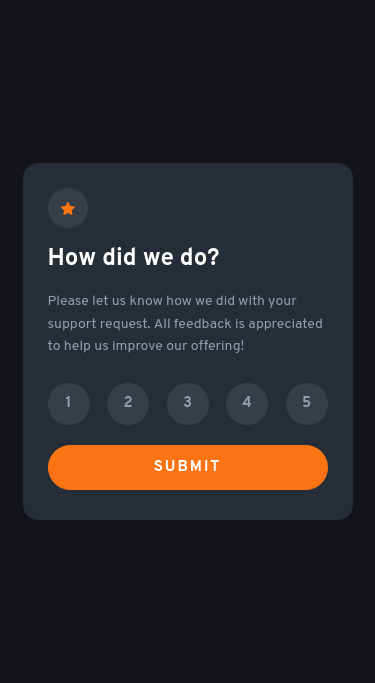 How did we do?
Please let us know how we did with your
support request. All feedback is appreciated
to help us improve our offering!
1 2 3 4 5
SUBMIT